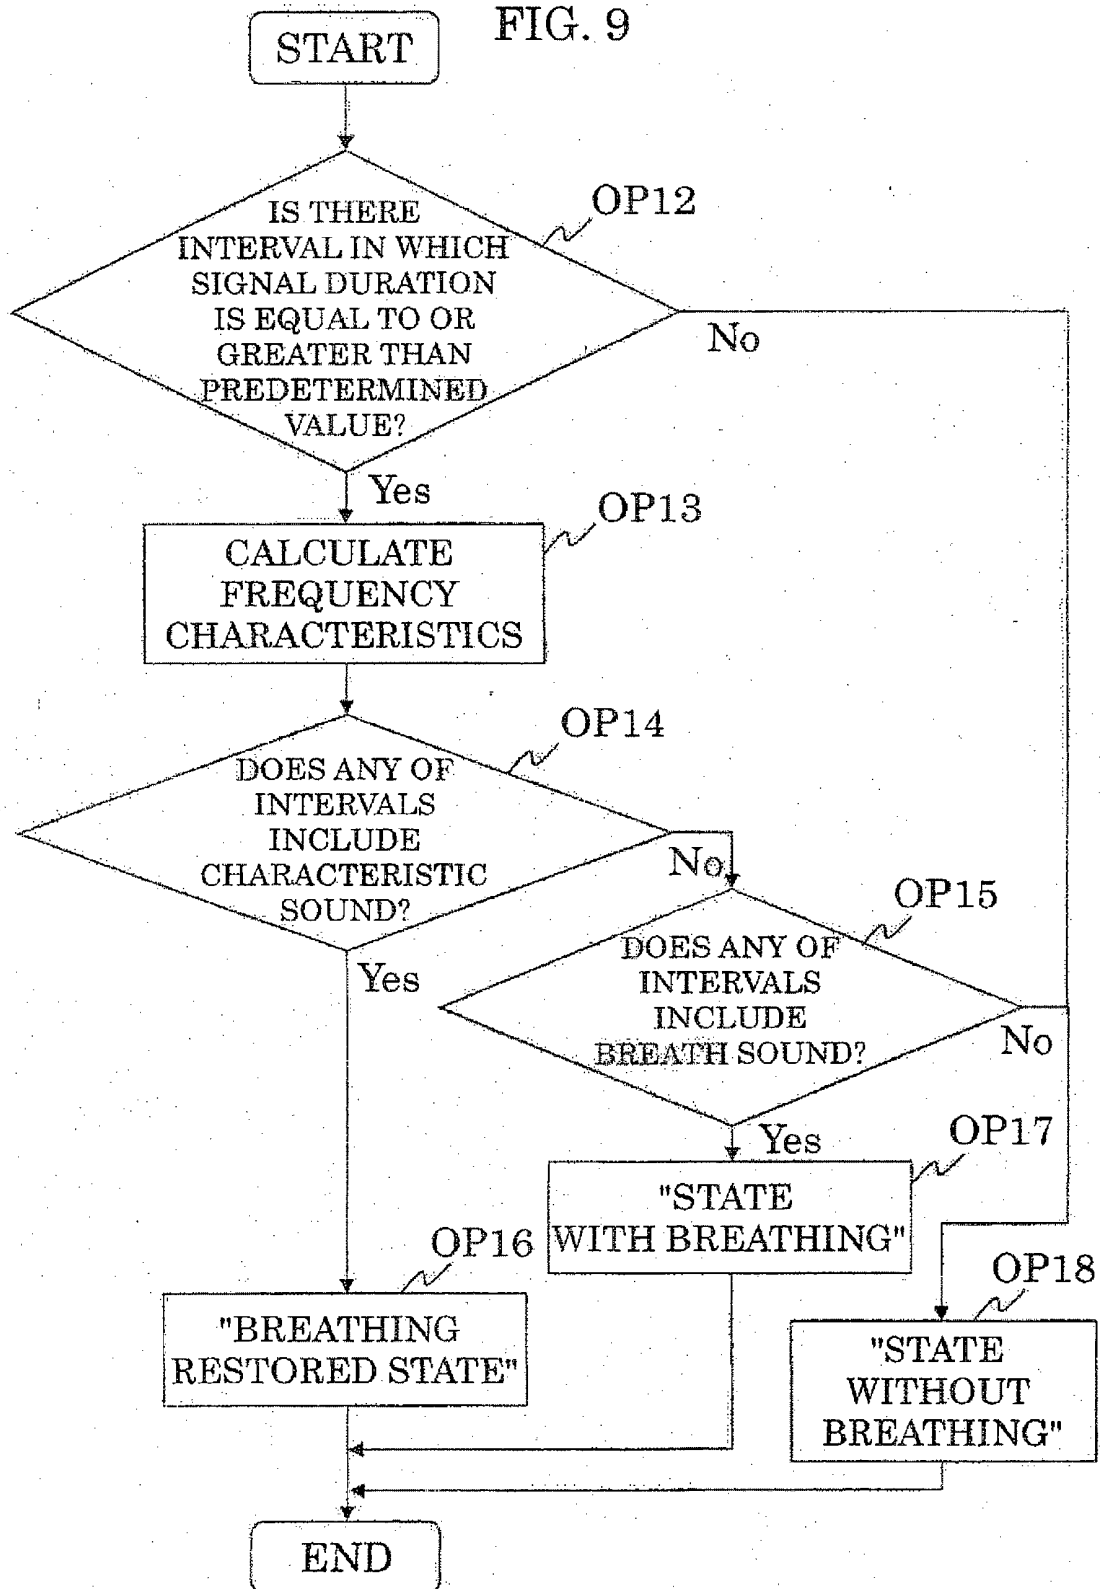 FIG. 9
START
OP12
IS THERE
INTERVAL IN WHICH
SIGNAL DURATION
IS EQUAL TO OR
GREATER THAN
PREDETERMINED
VALUE?
No
Yes
OP13
CALCULATE
FREQUENCY
CHARACTERISTICS
OP14
DOES ANY OF
INTERVALS
INCLUDE
CHARACTERISTIC
SOUND?
No
Yes
OP15
DOES ANY OF
INTERVALS
INCLUDE
BREATH SOUND?
No
Yes
OP17
"STATE
WITH BREATHING"
OP16
"BREATHING
RESTORED STATE"
OP18
"STATE
WITHOUT
BREATHING"
END